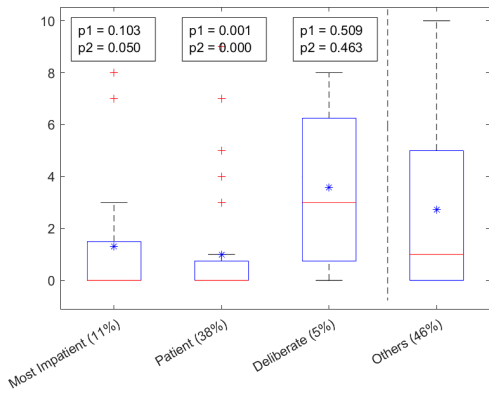 10
8
6
4
2
0
p1 = 0.103
p2 = 0.050
p1 = 0.001
p2 = 0.000
p1 = 0.509
p2 = 0.463
Most Impatient (11%)
Patient (38%)
Deliberate (5%)
Others (46%)